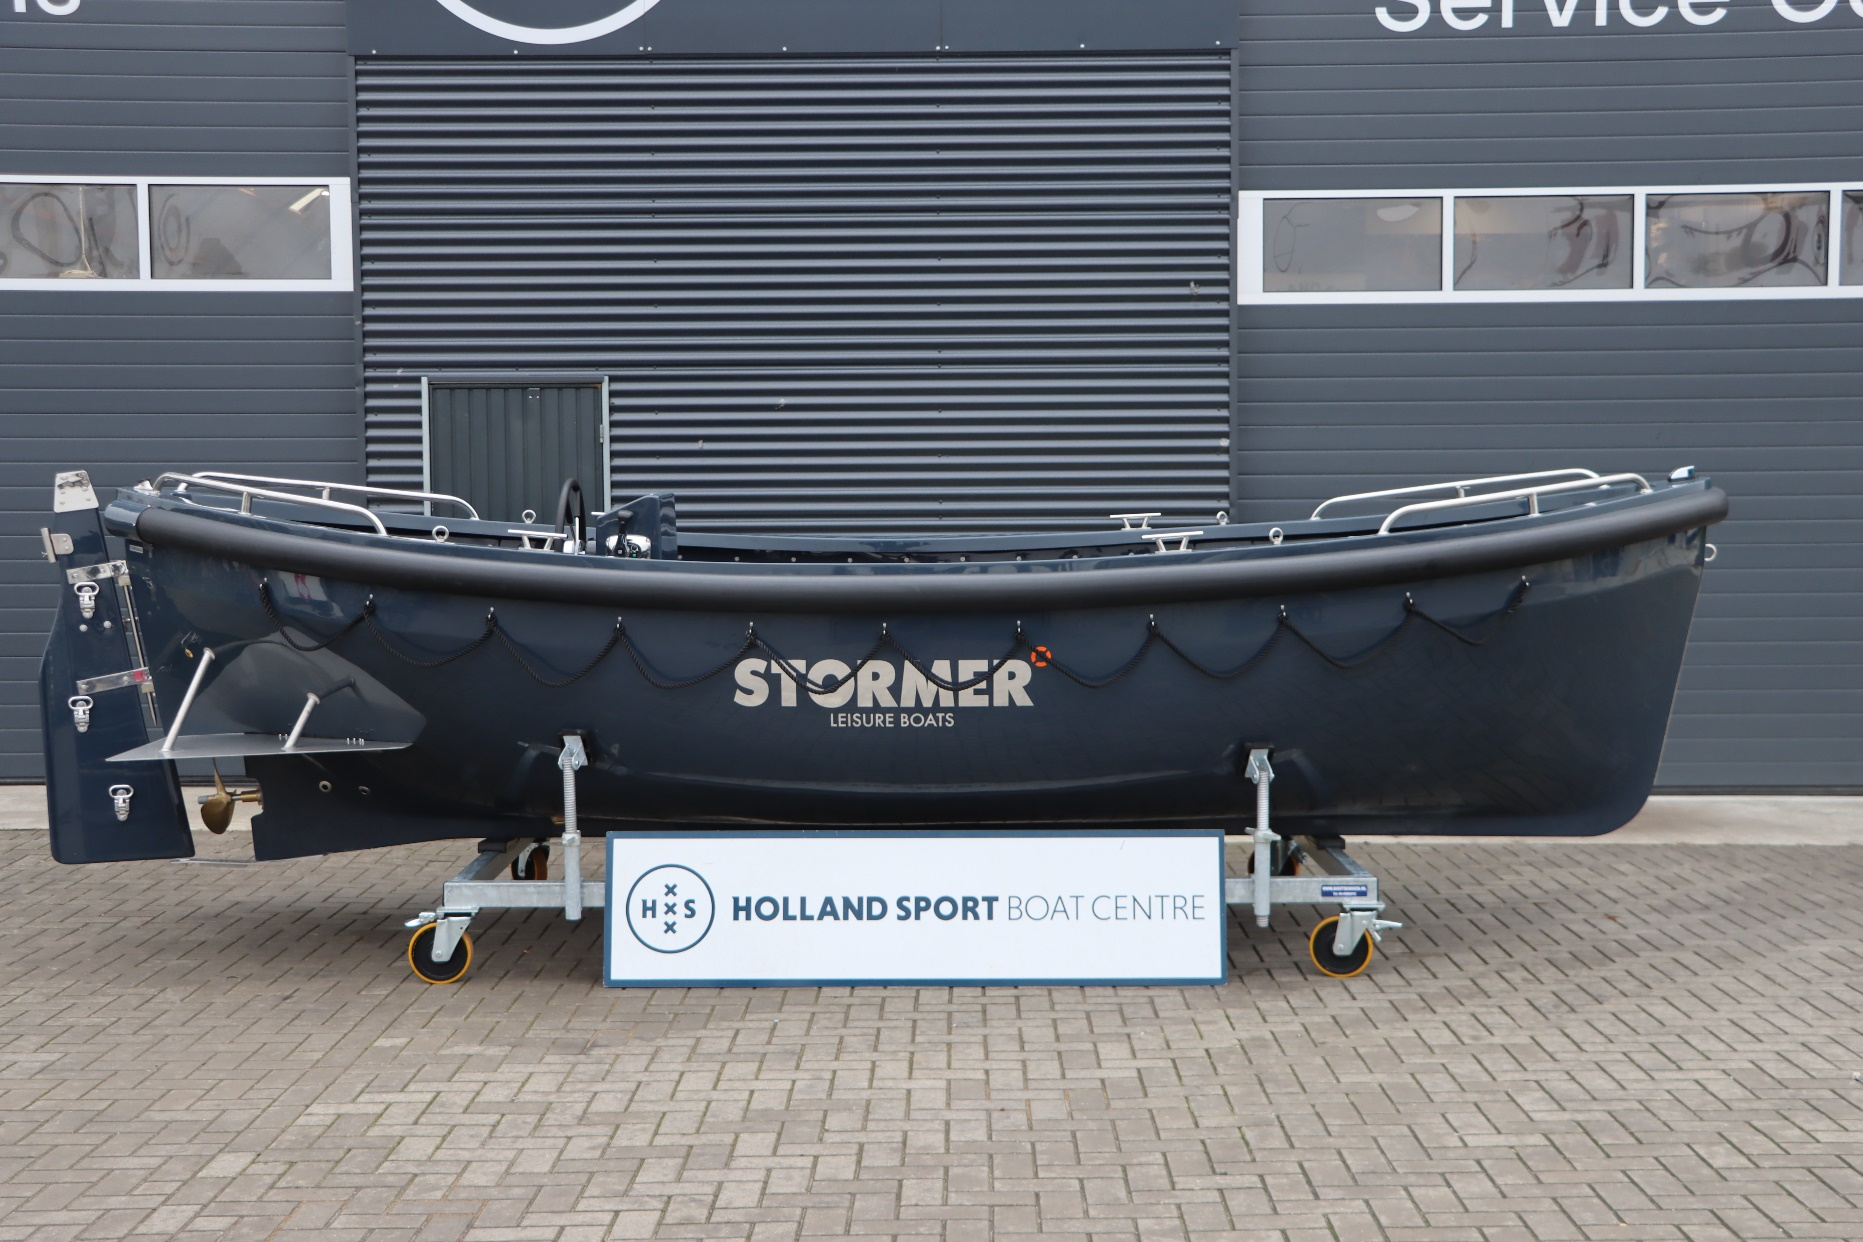 Service
STORMER
LEISURE BOATS
H S
HOLLAND SPORT BOAT CENTRE